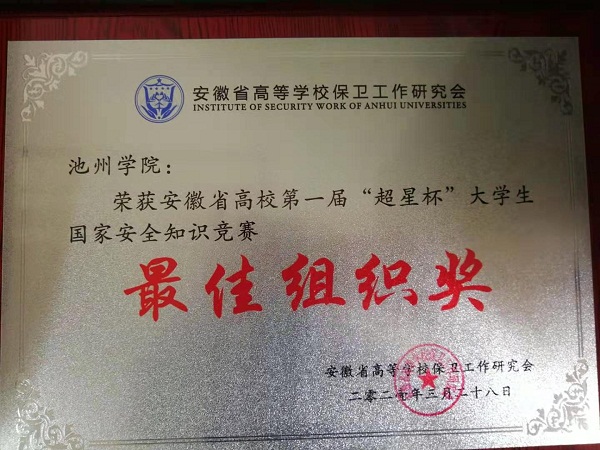 安徽省高等学校保卫工作研究会
INSTITUTE OF SECURITY WORK OF ANHUI UNIVERSITIES
池州学院：
荣获安徽省高校第一届“超星杯”大学生
国家安全知识竞赛
最佳组织奖
安徽省高等学校保卫工作研究会
二零二年三月二十八日